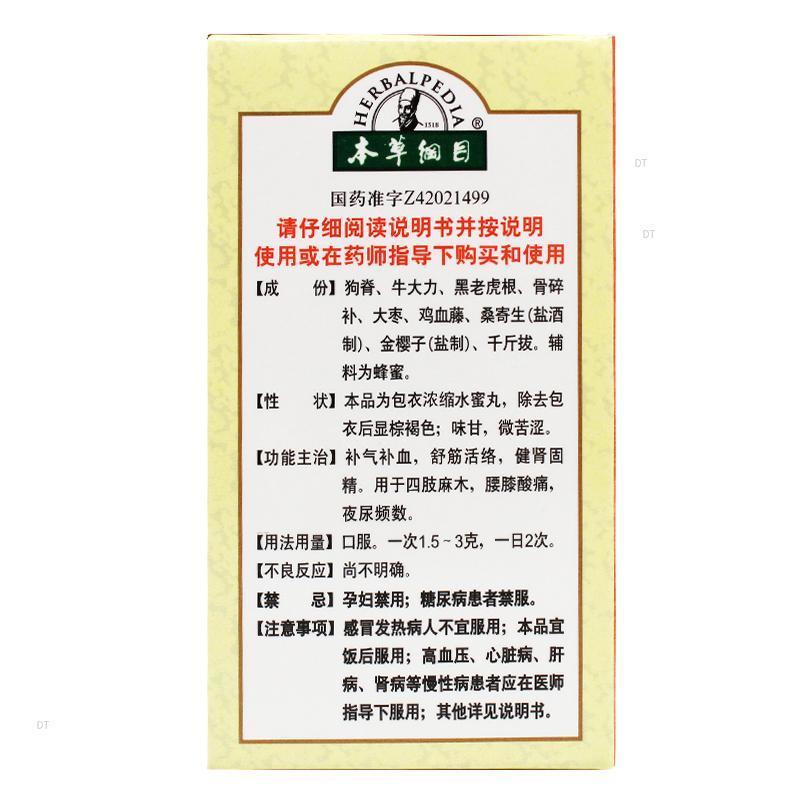 HERBALPEDIA
1518
®
本草纲目
国药准字Z42021499
请仔细阅读说明书并按说明
使用或在药师指导下购买和使用
【成 份】狗脊、牛大力、黑老虎根、骨碎
补、大枣、鸡血藤、桑寄生(盐酒
制)、金樱子(盐制)、千斤拔。辅
料为蜂蜜。
【性 状】本品为包衣浓缩水蜜丸，除去包
衣后显棕褐色；味甘，微苦涩。
【功能主治】补气补血，舒筋活络，健肾固
精。用于四肢麻木，腰膝酸痛，
夜尿频数。
【用法用量】口服。一次1.5~3克，一日2次。
【不良反应】尚不明确。
【禁 忌】孕妇禁用；糖尿病患者禁服。
【注意事项】感冒发热病人不宜服用；本品宜
饭后服用；高血压、心脏病、肝
病、肾病等慢性病患者应在医师
指导下服用；其他详见说明书。
DT
DT
DT